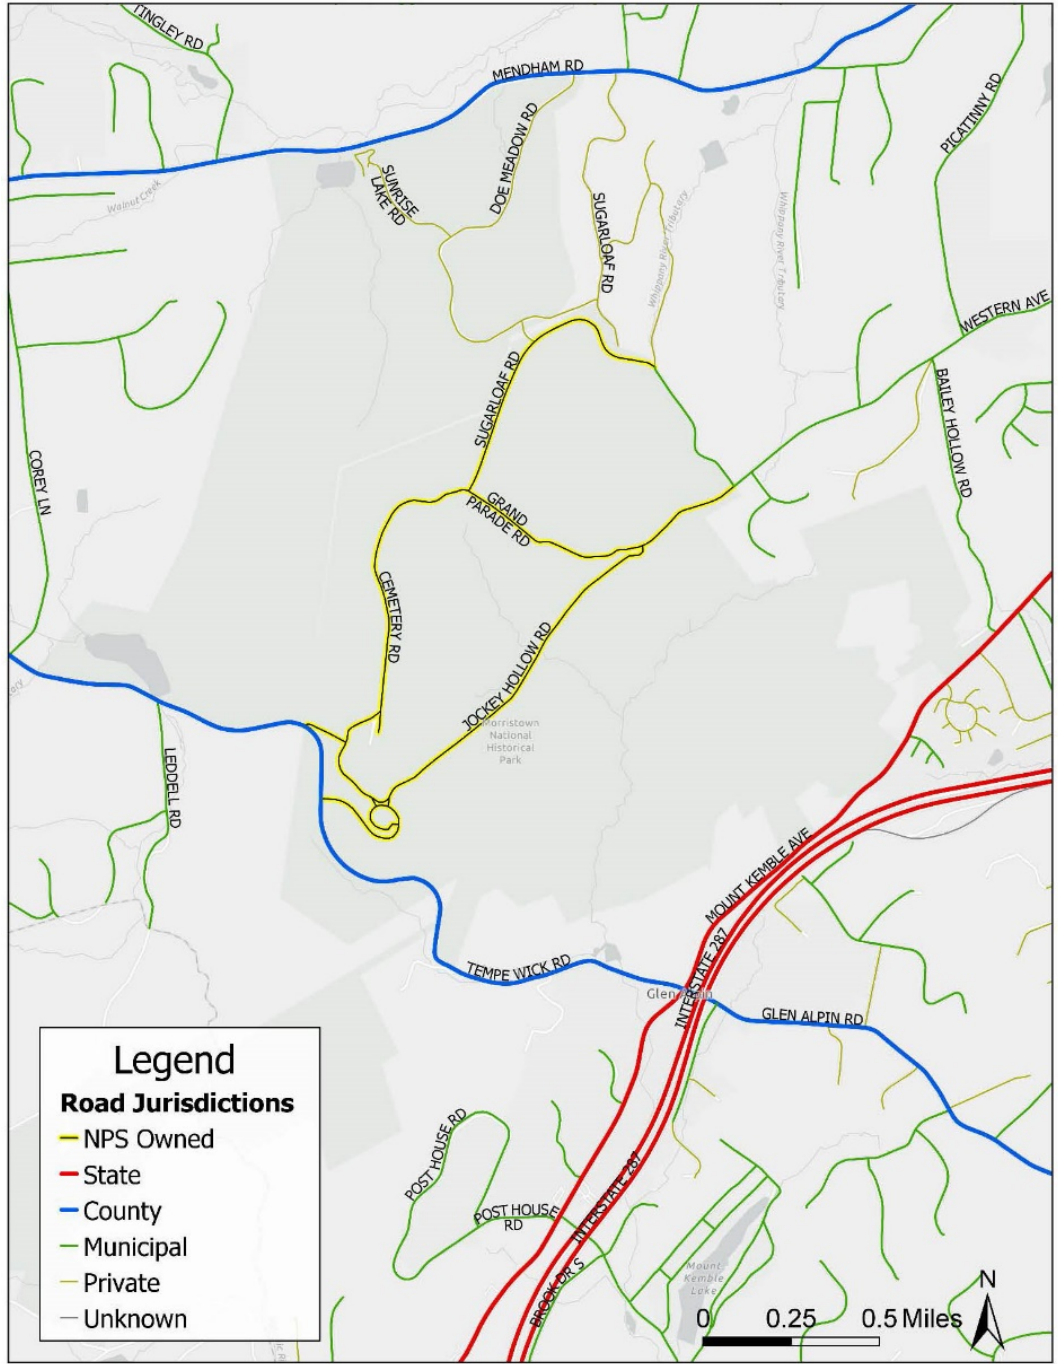 TINGLEY RD
MENDHAM RD
PICATINNY RD
DOE MEADOW RD
SUNRISE
LAKE RD
Walnut Creek
SUGARLOAF RD
Whippany River Tributary
Whippany River Tributary
WESTERN AVE
SUGARLOAF RD
BAILEY HOLLOW RD
COREY LN
GRAND
PARADE RD
CEMETERY RD
JOCKEY HOLLOW RD
Morristown
National
Historical
Park
LEDDELL RD
MOUNT KEMBLE AVE
INTERSTATE 287
TEMPE WICK RD
Glen Alpin
GLEN ALPIN RD
Legend
Road Jurisdictions
NPS Owned
State
County
Municipal
Private
Unknown
POST HOUSE RD
POST HOUSE
RD
INTERSTATE 287
BROOK DR S
Mount
Kemble
Lake
N
0 0.25 0.5 Miles